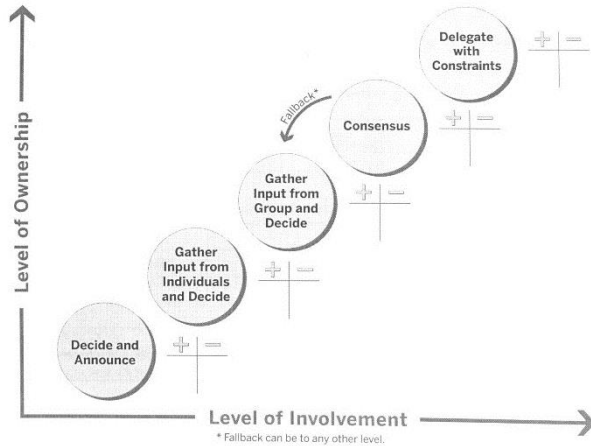 Level of Ownership
Delegate
with
Constraints
+ −
Fallback*
Consensus
+ −
Gather
Input from
Group and
Decide
+ −
Gather
Input from
Individuals
and Decide
+ −
Decide and
Announce
+ −
Level of Involvement
* Fallback can be to any other level.